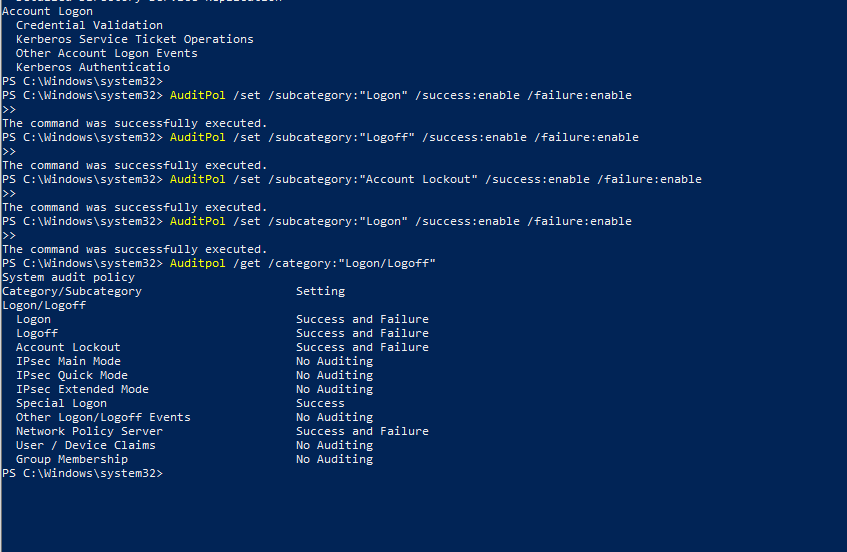 Account Logon
Credential Validation
Kerberos Service Ticket Operations
Other Account Logon Events
Kerberos Authenticatio
PS C:\Windows\system32>
PS C:\Windows\system32> AuditPol /set /subcategory:"Logon" /success:enable /failure:enable
>>
The command was successfully executed.
PS C:\Windows\system32> AuditPol /set /subcategory:"Logoff" /success:enable /failure:enable
>>
The command was successfully executed.
PS C:\Windows\system32> AuditPol /set /subcategory:"Account Lockout" /success:enable /failure:enable
>>
The command was successfully executed.
PS C:\Windows\system32> AuditPol /set /subcategory:"Logon" /success:enable /failure:enable
>>
The command was successfully executed.
PS C:\Windows\system32> Auditpol /get /category:"Logon/Logoff"
System audit policy
Category/Subcategory Setting
Logon/Logoff
Logon Success and Failure
Logoff Success and Failure
Account Lockout Success and Failure
IPsec Main Mode No Auditing
IPsec Quick Mode No Auditing
IPsec Extended Mode No Auditing
Special Logon Success
Other Logon/Logoff Events No Auditing
Network Policy Server Success and Failure
User / Device Claims No Auditing
Group Membership No Auditing
PS C:\Windows\system32>